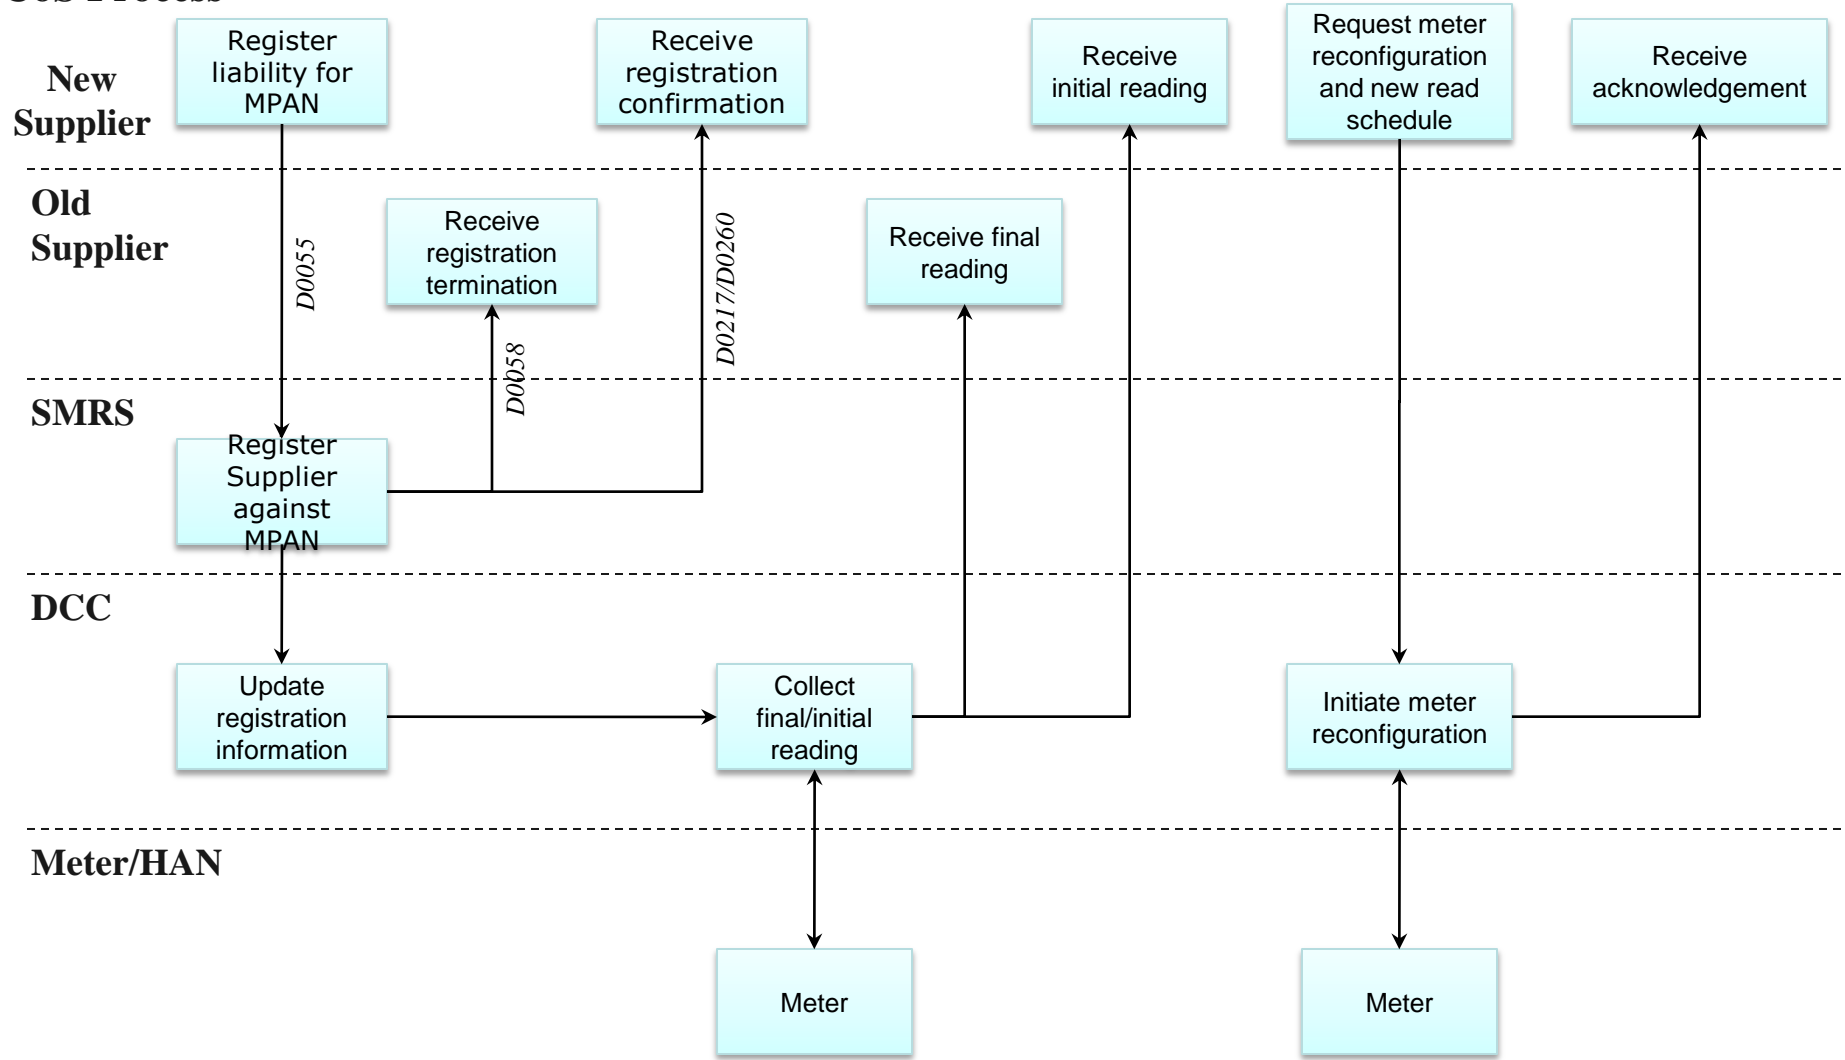 New
Supplier
Register
liability for
MPAN
Receive
registration
confirmation
Receive
initial reading
Request meter
reconfiguration
and new read
schedule
Receive
acknowledgement
Old
Supplier
D0055
Receive
registration
termination
D0058
D0217/D0260
Receive final
reading
SMRS
Register
Supplier
against
MPAN
DCC
Update
registration
information
Collect
final/initial
reading
Initiate meter
reconfiguration
Meter/HAN
Meter
Meter